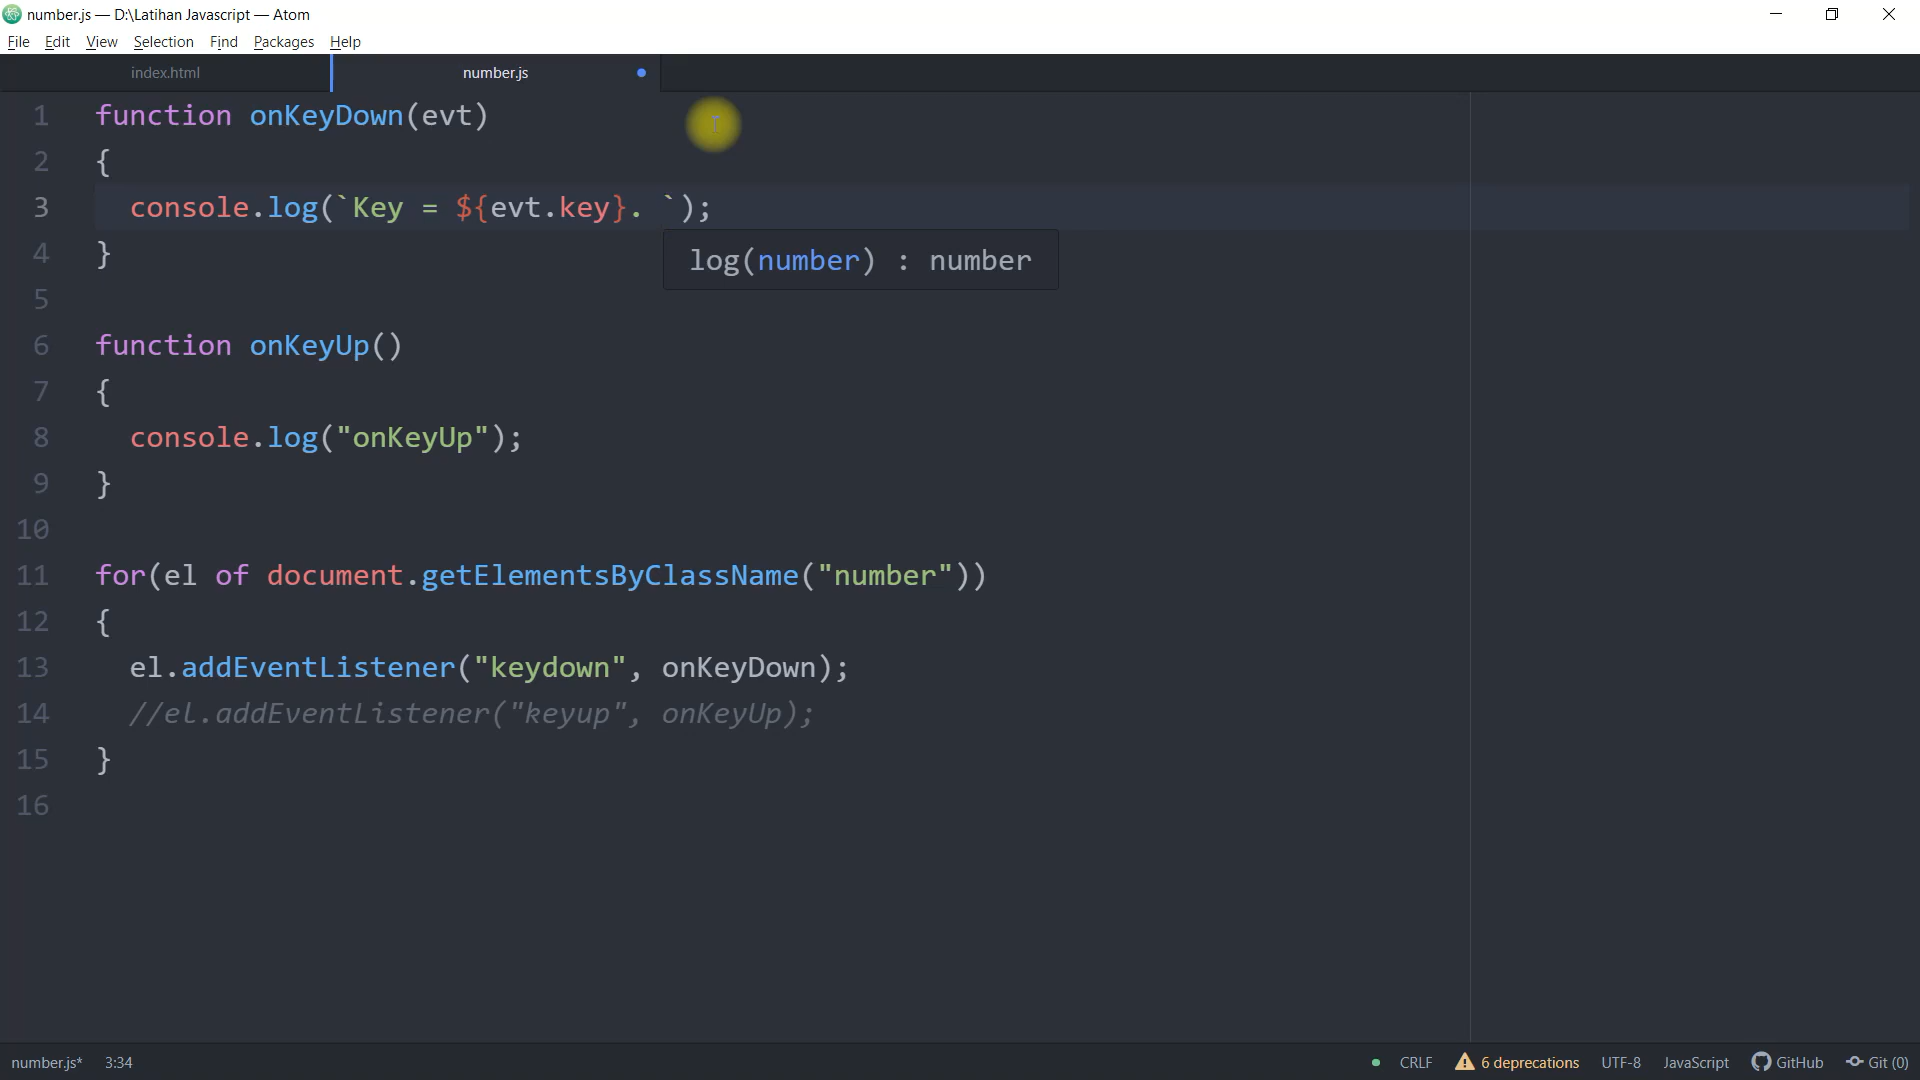 number.js — D:\Latihan Javascript — Atom
File Edit View Selection Find Packages Help
index.html number.js
1 function onKeyDown(evt)
2 {
3 console.log(`Key = ${evt.key}. `);
log(number) : number
4 }
5
6 function onKeyUp()
7 {
8 console.log("onKeyUp");
9 }
10
11 for(el of document.getElementsByClassName("number"))
12 {
13 el.addEventListener("keydown", onKeyDown);
14 //el.addEventListener("keyup", onKeyUp);
15 }
16
number.js* 3:34 CRLF 6 deprecations UTF-8 JavaScript GitHub Git (0)